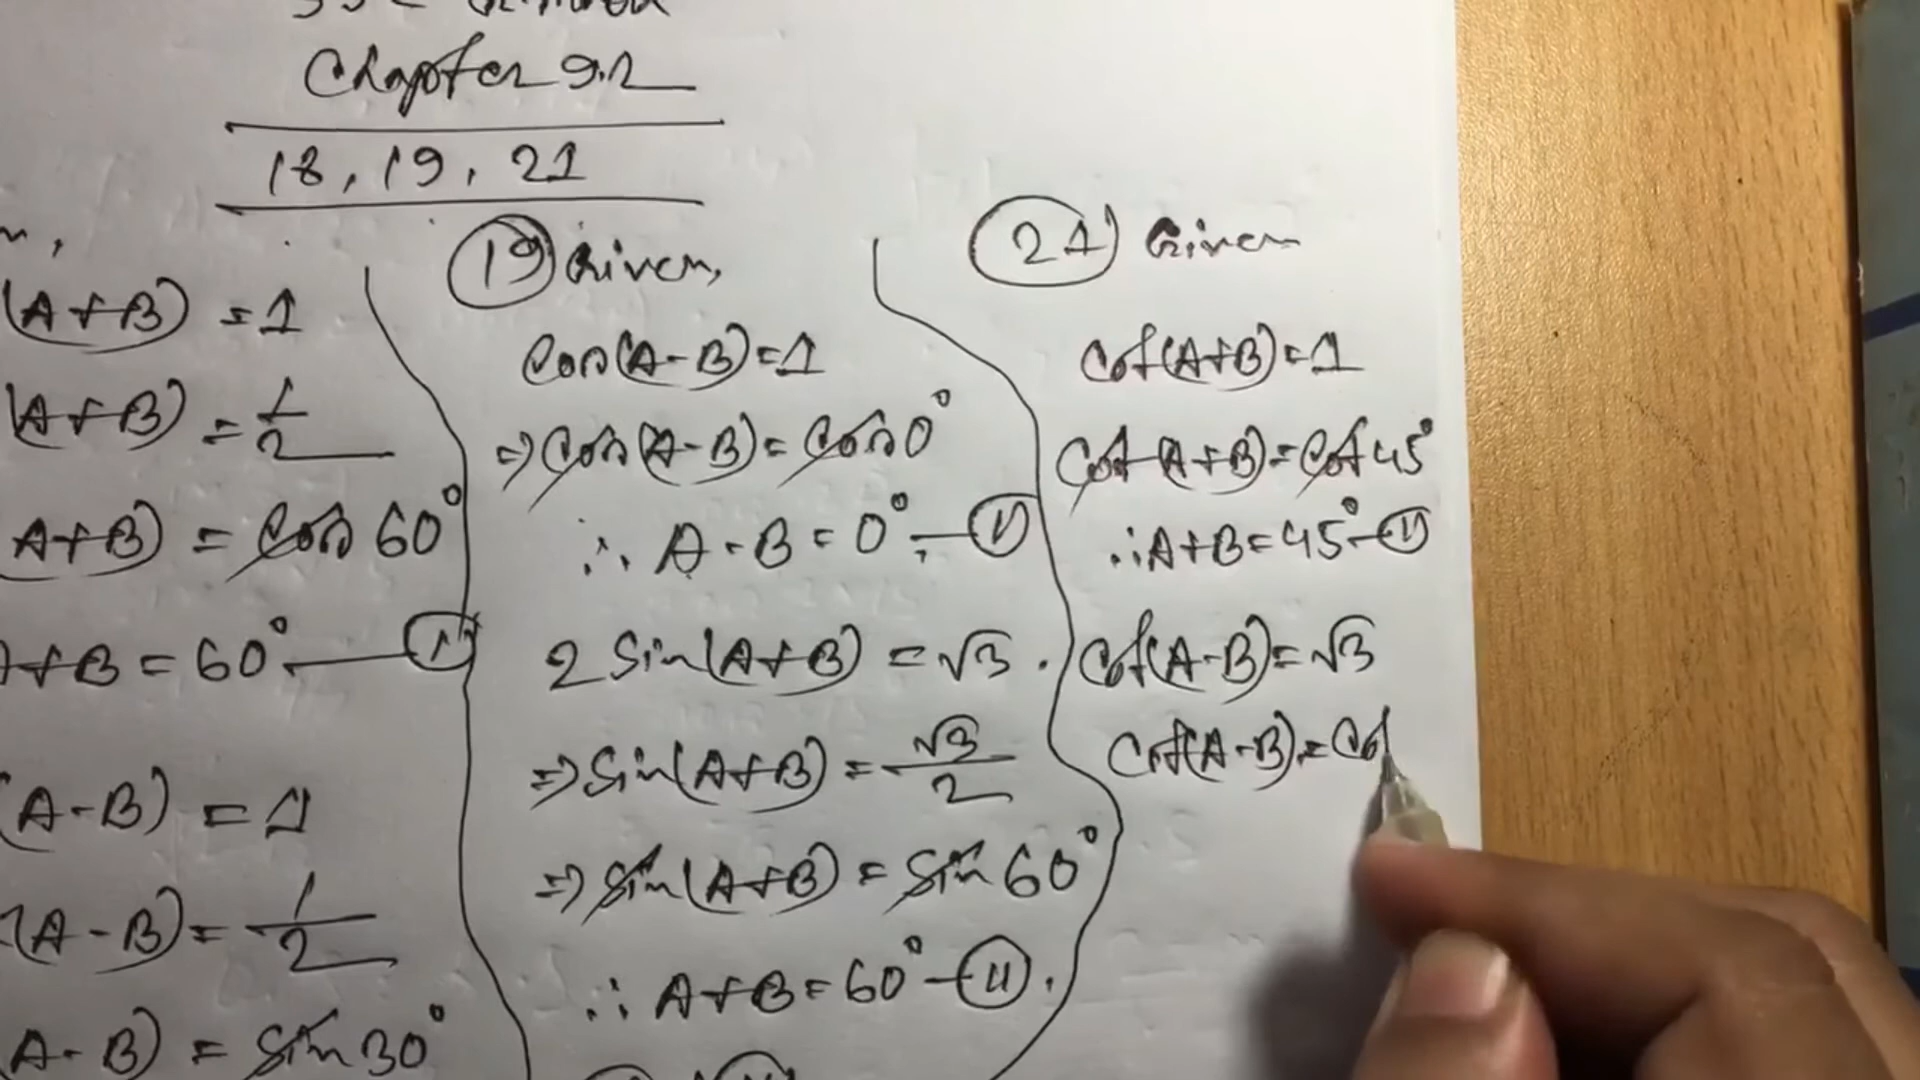 Chapter 9.2
18, 19, 21
(A+B) = 1
(A+B) = 1/2
A+B) = cos 60°
A+B = 60° — (I)
(A-B) = 1
(A-B) = 1/2
A-B) = sin 30°
(19) Given,
Cos(A-B)=1
⇒ Cos(A-B) = Cos 0°
∴ A-B = 0° — (I)
2 Sin(A+B) = √3 .
⇒ Sin(A+B) = √3/2
⇒ Sin(A+B) = Sin 60°
∴ A+B = 60° — (II) .
(21) Given
Cot(A+B)=1
Cot(A+B)=Cot 45°
∴ A+B = 45° — (I)
Cot(A-B)=√3
Cot(A-B)=Cot